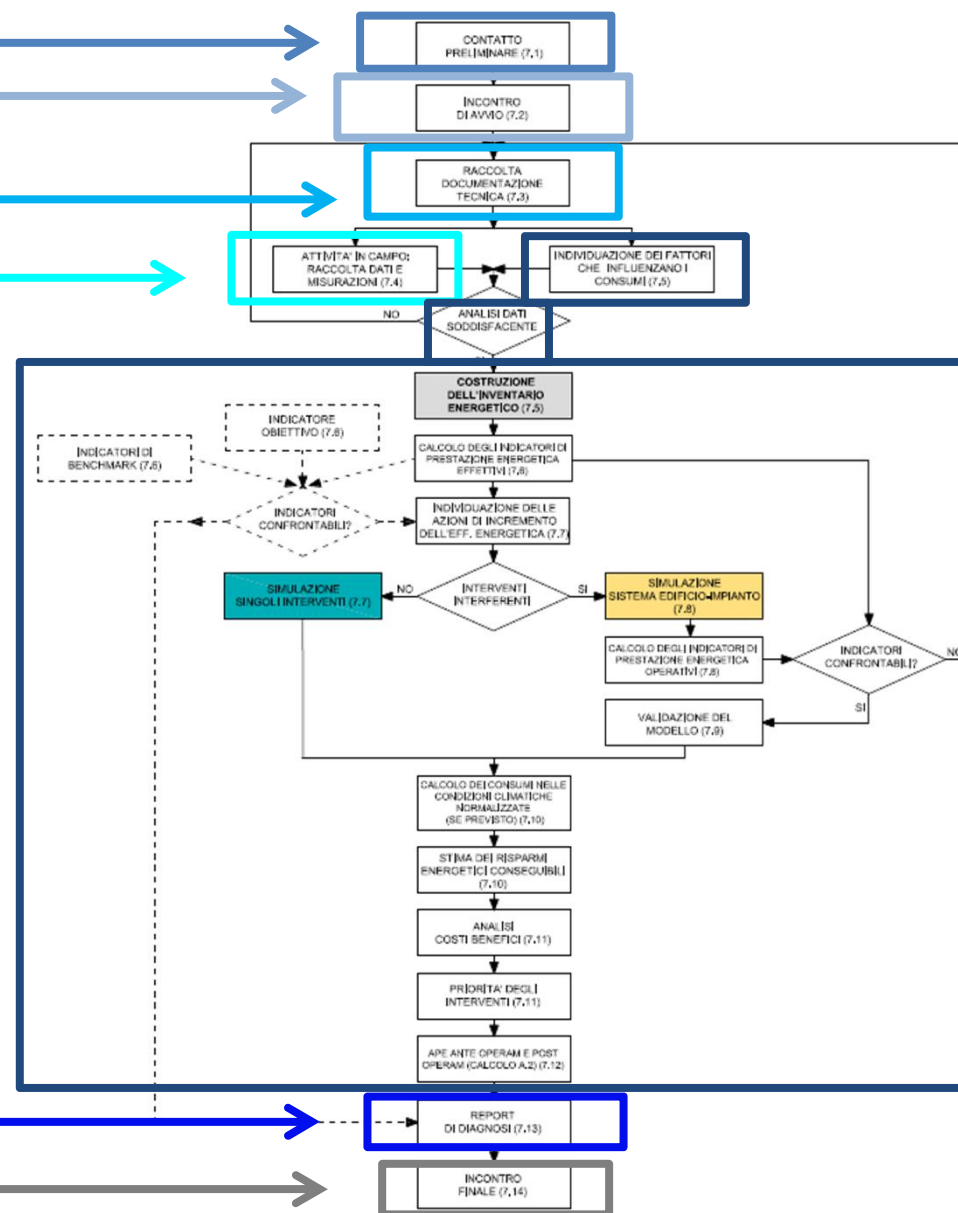 CONTATTO
PRELIMINARE (7.1)
INCONTRO
DI AVVIO (7.2)
RACCOLTA
DOCUMENTAZIONE
TECNICA (7.3)
ATTIVITA' IN CAMPO:
RACCOLTA DATI E
MISURAZIONI (7.4)
INDIVIDUAZIONE DEI FATTORI
CHE INFLUENZANO I
CONSUMI (7.5)
NO
ANALISI DATI
SODDISFACENTE
COSTRUZIONE
DELL'INVENTARIO
ENERGETICO (7.5)
INDICATORE
OBIETTIVO (7.6)
INDICATORI DI
BENCHMARK (7.6)
CALCOLO DEGLI INDICATORI DI
PRESTAZIONE ENERGETICA
EFFETTIVI (7.6)
INDICATORI
CONFRONTABILI?
INDIVIDUAZIONE DELLE
AZIONI DI INCREMENTO
DELL'EFF. ENERGETICA (7.7)
SIMULAZIONE
SINGOLI INTERVENTI (7.7)
NO
INTERVENTI
INTERFERENTI
SI
SIMULAZIONE
SISTEMA EDIFICIO-IMPIANTO
(7.8)
CALCOLO DEGLI INDICATORI DI
PRESTAZIONE ENERGETICA
OPERATIVI (7.8)
INDICATORI
CONFRONTABILI?
NO
SI
VALIDAZIONE DEL
MODELLO (7.9)
CALCOLO DEI CONSUMI NELLE
CONDIZIONI CLIMATICHE
NORMALIZZATE
(SE PREVISTO) (7.10)
STIMA DEI RISPARMI
ENERGETICI CONSEGUIBILI
(7.10)
ANALISI
COSTI BENEFICI (7.11)
PRIORITA' DEGLI
INTERVENTI (7.11)
APE ANTE OPERAM E POST
OPERAM (CALCOLO A.2) (7.12)
REPORT
DI DIAGNOSI (7.13)
INCONTRO
FINALE (7.14)